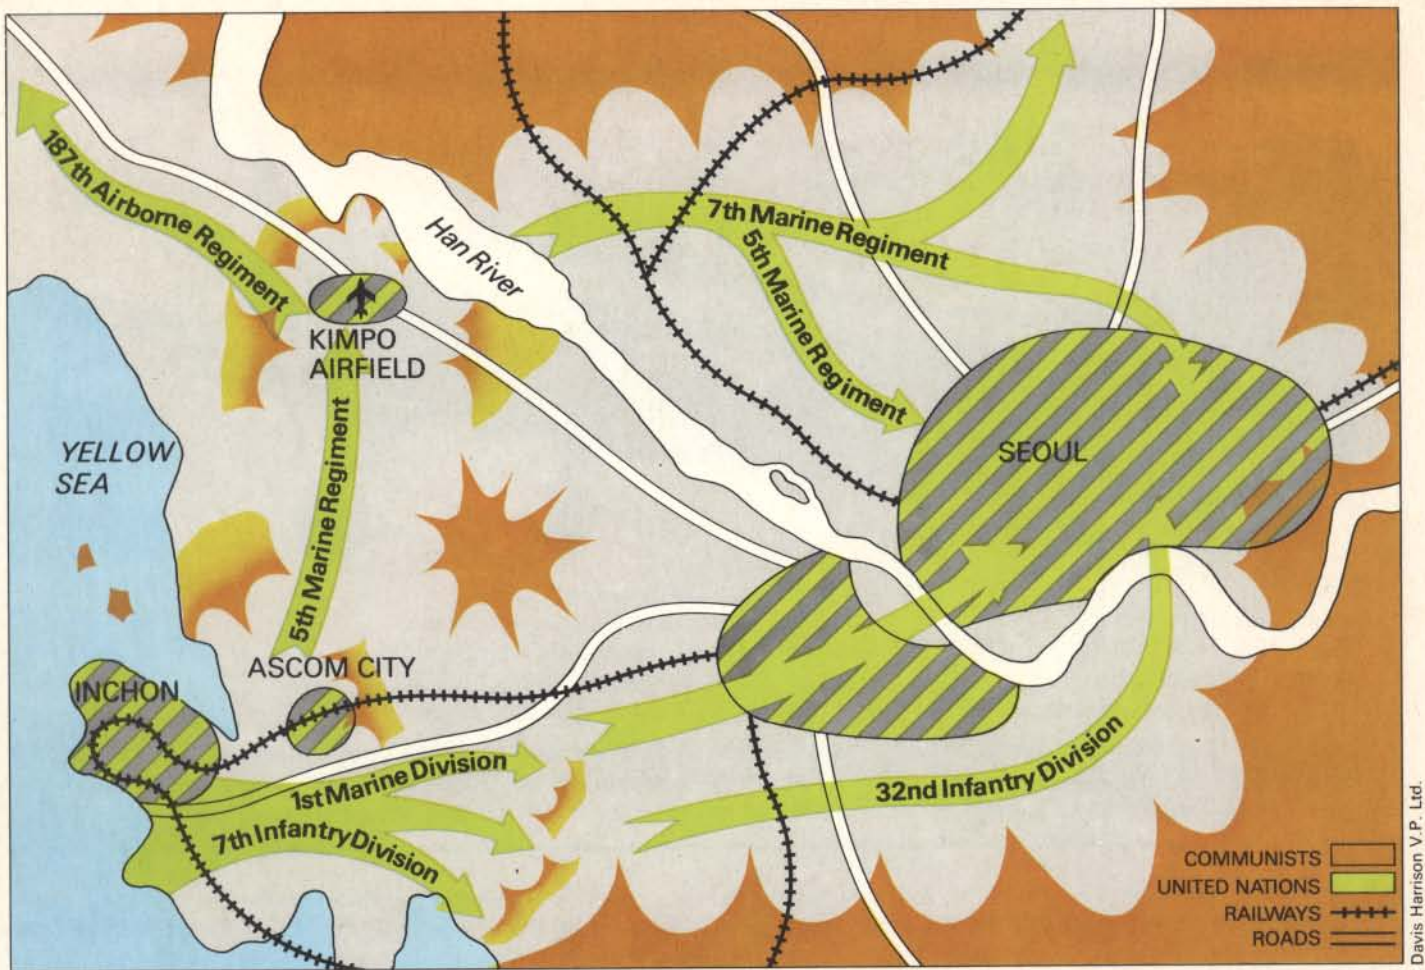 187th Airborne Regiment
Han River
7th Marine Regiment
5th Marine Regiment
KIMPO
AIRFIELD
YELLOW
SEA
5th Marine Regiment
SEOUL
INCHON
ASCOM CITY
1st Marine Division
7th Infantry Division
32nd Infantry Division
COMMUNISTS
UNITED NATIONS
RAILWAYS
ROADS
Davis Harrison V.P. Ltd.